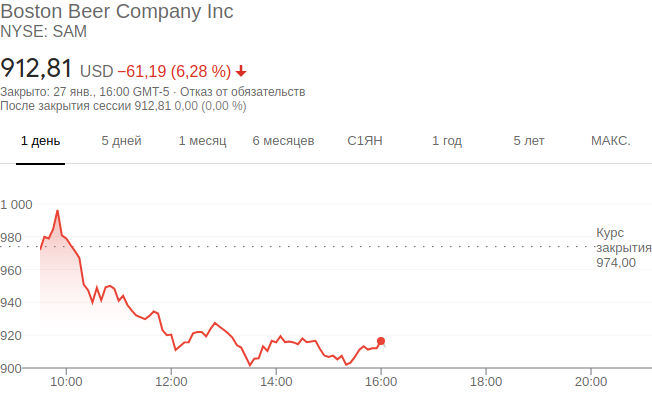 Boston Beer Company Inc
NYSE: SAM
912,81 USD −61,19 (6,28 %)
Закрыто: 27 янв., 16:00 GMT-5 · Отказ от обязательств
После закрытия сессии 912,81 0,00 (0,00 %)
1 день 5 дней 1 месяц 6 месяцев С1ЯН 1 год 5 лет МАКС.
1 000
980
960
940
920
900
Курс
закрытия
974,00
10:00 12:00 14:00 16:00 18:00 20:00